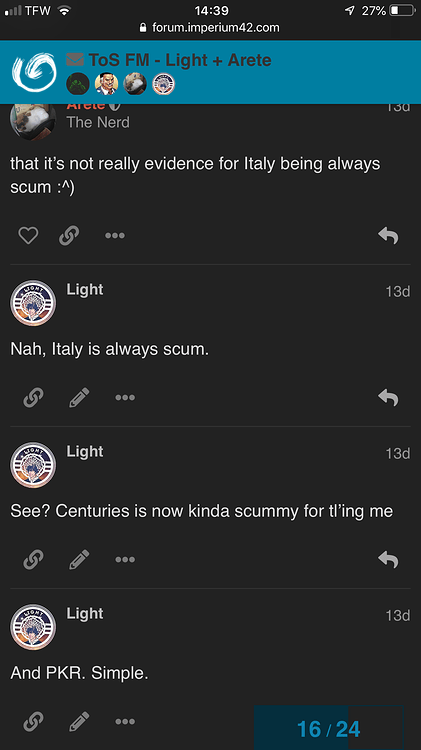 TFW 14:39 27%
forum.imperium42.com
ToS FM - Light + Arete
Arete 13d
The Nerd
that it’s not really evidence for Italy being always
scum :^)
Light 13d
Nah, Italy is always scum.
Light 13d
See? Centuries is now kinda scummy for tl’ing me
Light 13d
And PKR. Simple.
16 / 24